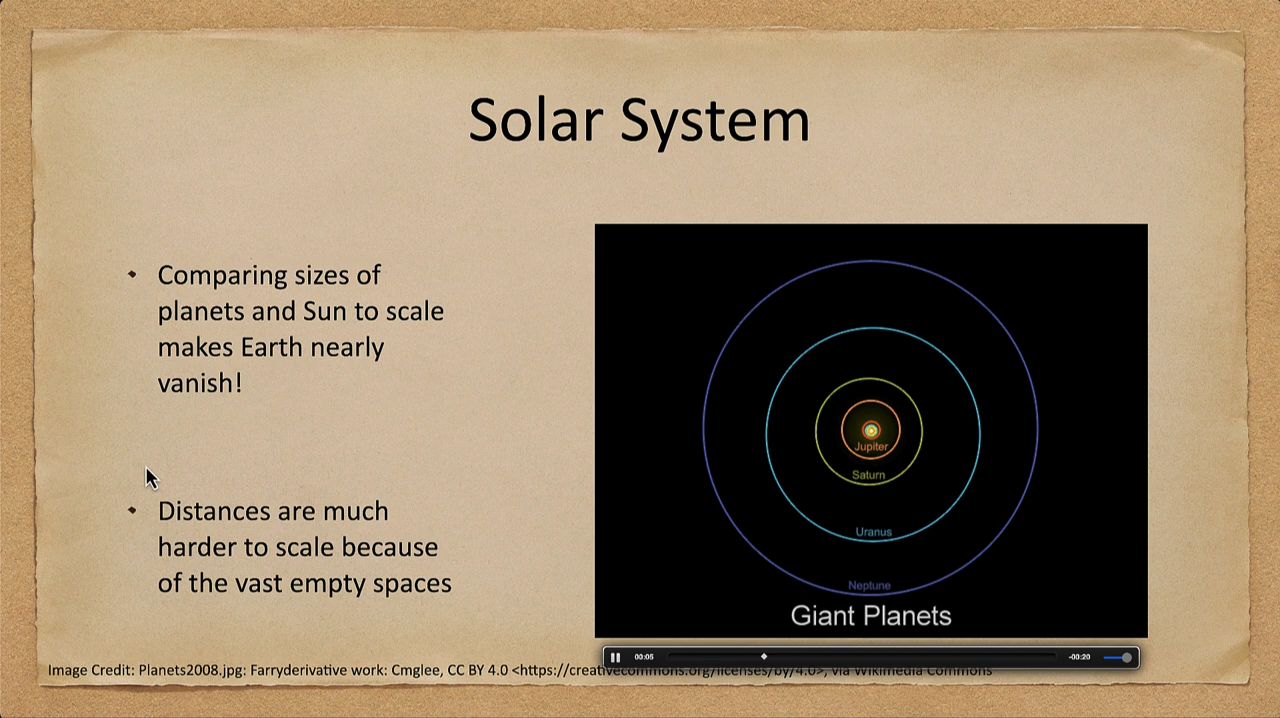 Solar System
Comparing sizes of
planets and Sun to scale
makes Earth nearly
vanish!
Distances are much
harder to scale because
of the vast empty spaces
Jupiter
Saturn
Uranus
Neptune
Giant Planets
00:05
-00:20
Image Credit: Planets2008.jpg: Farryderivative work: Cmglee, CC BY 4.0 <https://creativecommons.org/licenses/by/4.0>, via Wikimedia Commons